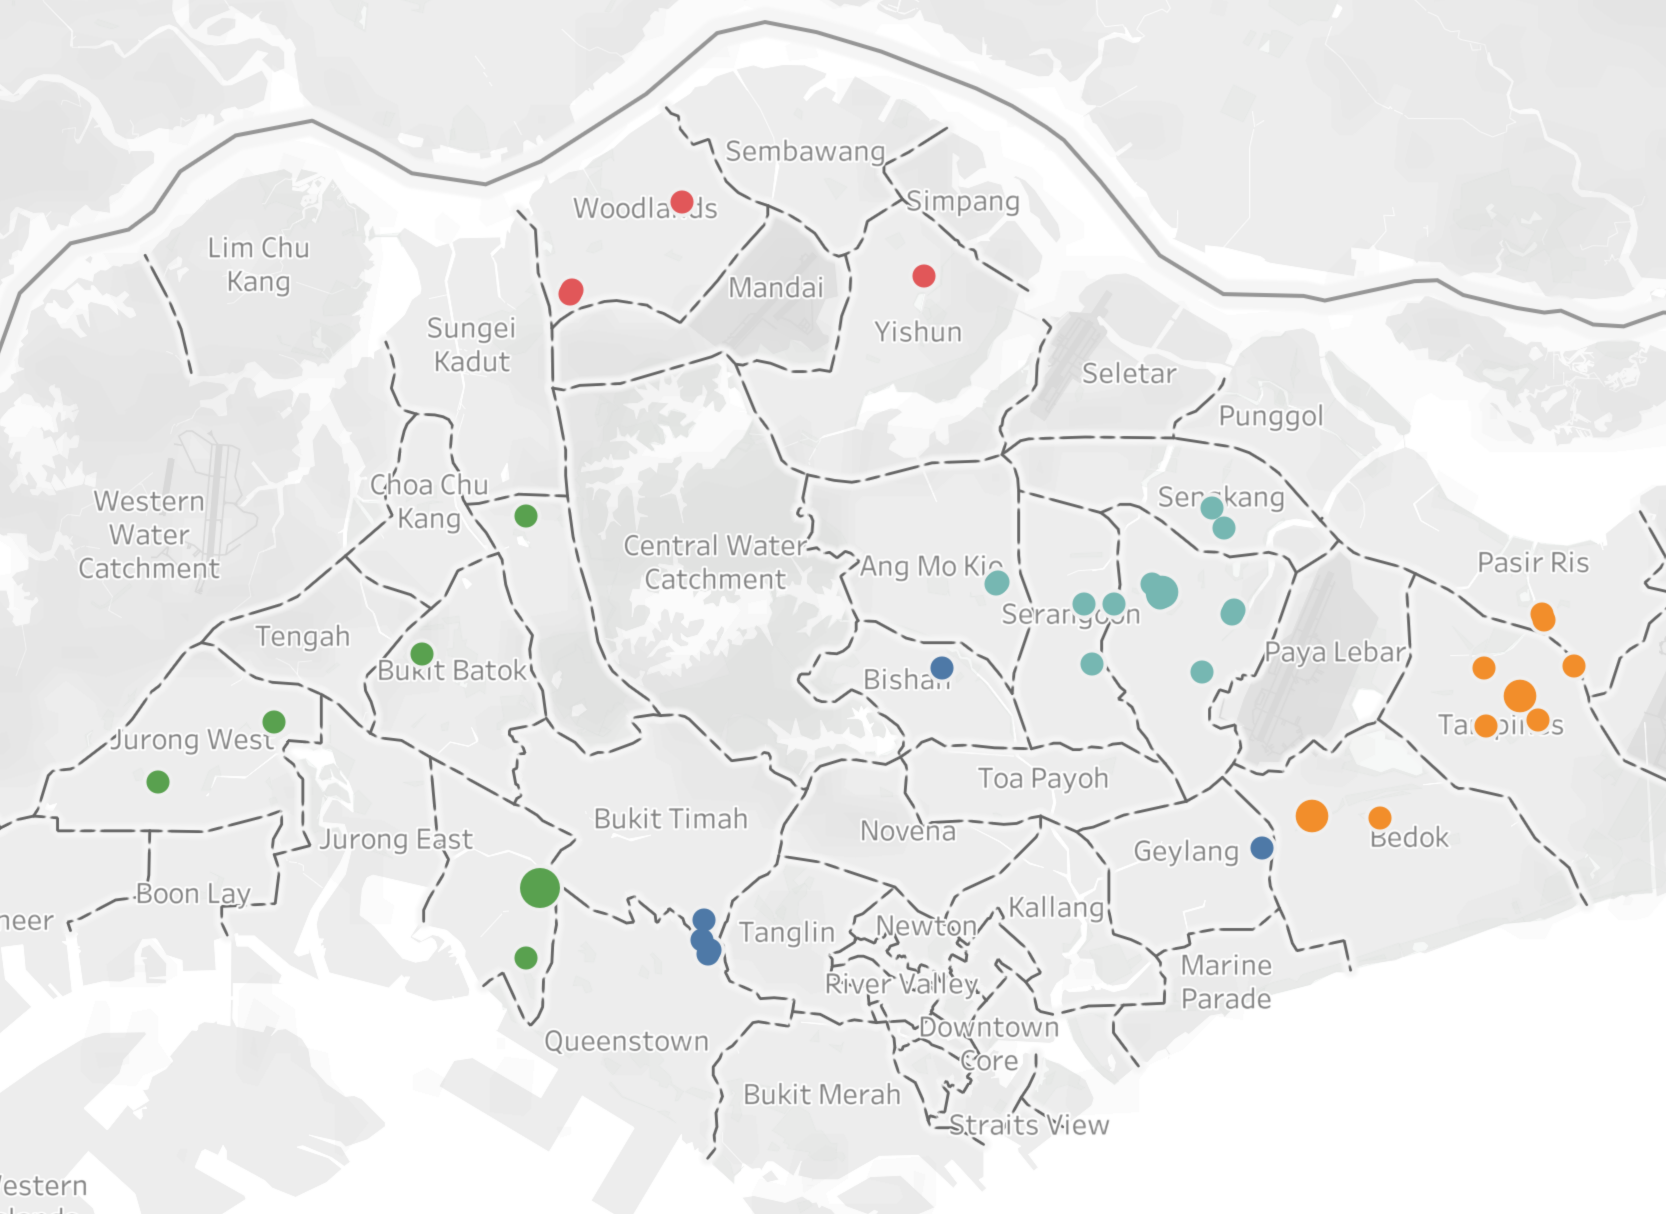 Sembawang
Woodlands
Simpang
Lim Chu
Kang
Mandai
Sungei
Kadut
Yishun
Seletar
Punggol
Choa Chu
Kang
Sengkang
Western
Water
Catchment
Central Water
Catchment
Ang Mo Kio
Pasir Ris
Serangoon
Tengah
Bukit Batok
Paya Lebar
Bishan
Jurong West
Tampines
Toa Payoh
Bukit Timah
Novena
Jurong East
Geylang
Bedok
Boon Lay
neer
Kallang
Tanglin
Newton
Marine
Parade
River Valley
Queenstown
Downtown
Core
Bukit Merah
Straits View
estern